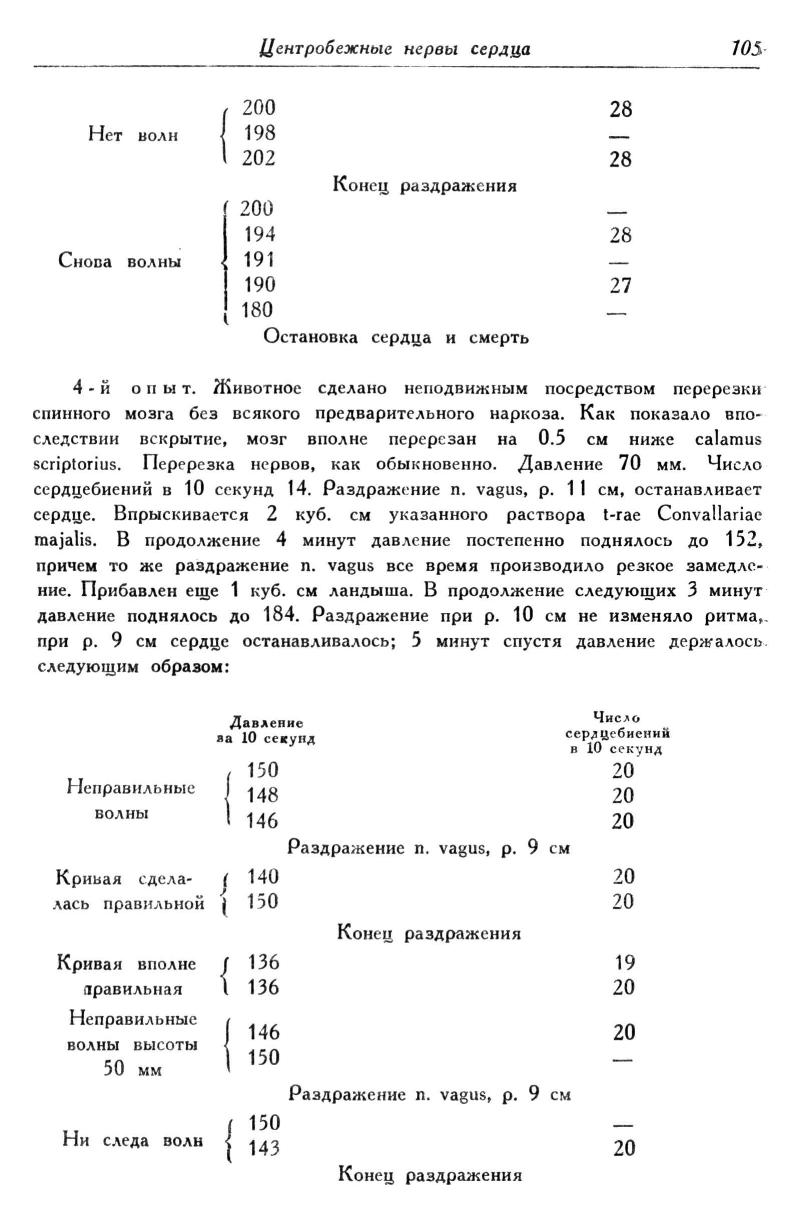 Центробежные нервы сердца 105
200 28
Нет волн 198 —
202 28
Конец раздражения
200 —
194 28
Снова волны 191 —
190 27
180 —
Остановка сердца и смерть
4-й опыт. Животное сделано неподвижным посредством перерезки
спинного мозга без всякого предварительного наркоза. Как показало впо-
следствии вскрытие, мозг вполне перерезан на 0.5 см ниже calamus
scriptorius. Перерезка нервов, как обыкновенно. Давление 70 мм. Число
сердцебиений в 10 секунд 14. Раздражение n. vagus, р. 11 см, останавливает
сердце. Впрыскивается 2 куб. см указанного раствора t-rae Convallariae
majalis. В продолжение 4 минут давление постепенно поднялось до 152,
причем то же раздражение n. vagus все время производило резкое замедле-
ние. Прибавлен еще 1 куб. см ландыша. В продолжение следующих 3 минут
давление поднялось до 184. Раздражение при р. 10 см не изменяло ритма,
при р. 9 см сердце останавливалось; 5 минут спустя давление держалось
следующим образом:
Давление
за 10 секунд
Число
сердцебиений
в 10 секунд
150 20
Неправильные
148 20
волны
146 20
Раздражение n. vagus, р. 9 см
Кривая сдела- 140 20
лась правильной 150 20
Конец раздражения
Кривая вполне 136 19
правильная 136 20
Неправильные
146 20
волны высоты
150 —
50 мм
Раздражение n. vagus, р. 9 см
150 —
Ни следа волн
143 20
Конец раздражения